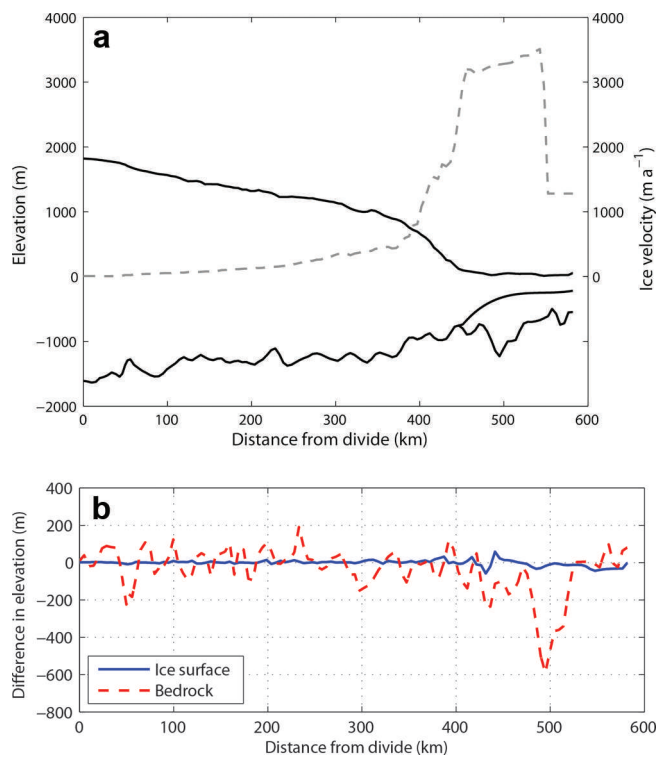 a
4000
3000
2000
1000
0
−1000
−2000
Elevation (m)
4000
3000
2000
1000
0
Ice velocity (m a⁻¹)
0 100 200 300 400 500 600
Distance from divide (km)
b
400
200
0
−200
−400
−600
−800
Difference in elevation (m)
Ice surface
Bedrock
0 100 200 300 400 500 600
Distance from divide (km)